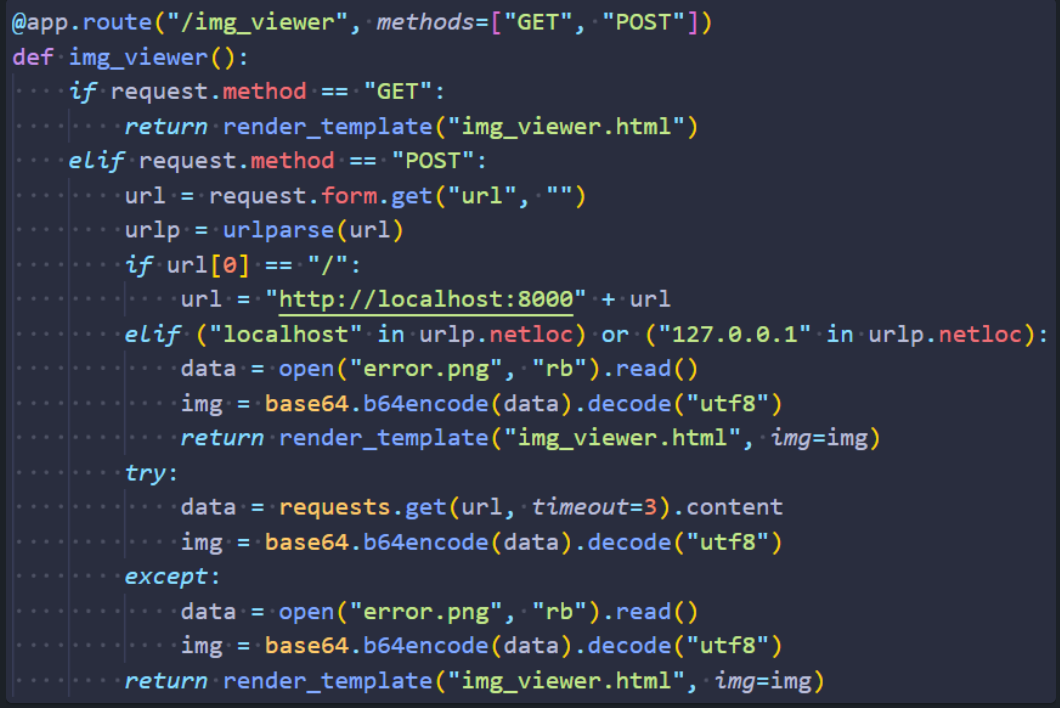 @app.route("/img_viewer", methods=["GET", "POST"])
def img_viewer():
    if request.method == "GET":
        return render_template("img_viewer.html")
    elif request.method == "POST":
        url = request.form.get("url", "")
        urlp = urlparse(url)
        if url[0] == "/":
            url = "http://localhost:8000" + url
        elif ("localhost" in urlp.netloc) or ("127.0.0.1" in urlp.netloc):
            data = open("error.png", "rb").read()
            img = base64.b64encode(data).decode("utf8")
            return render_template("img_viewer.html", img=img)
        try:
            data = requests.get(url, timeout=3).content
            img = base64.b64encode(data).decode("utf8")
        except:
            data = open("error.png", "rb").read()
            img = base64.b64encode(data).decode("utf8")
        return render_template("img_viewer.html", img=img)